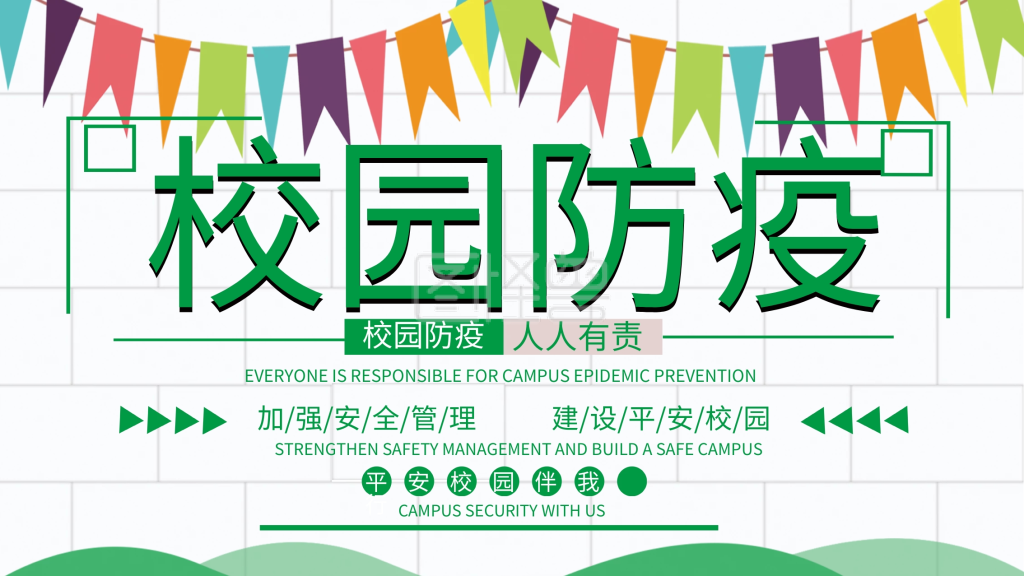 校园防疫
校园防疫 人人有责
EVERYONE IS RESPONSIBLE FOR CAMPUS EPIDEMIC PREVENTION
加/强/安/全/管/理 建/设/平/安/校/园
STRENGTHEN SAFETY MANAGEMENT AND BUILD A SAFE CAMPUS
平安校园伴我
CAMPUS SECURITY WITH US